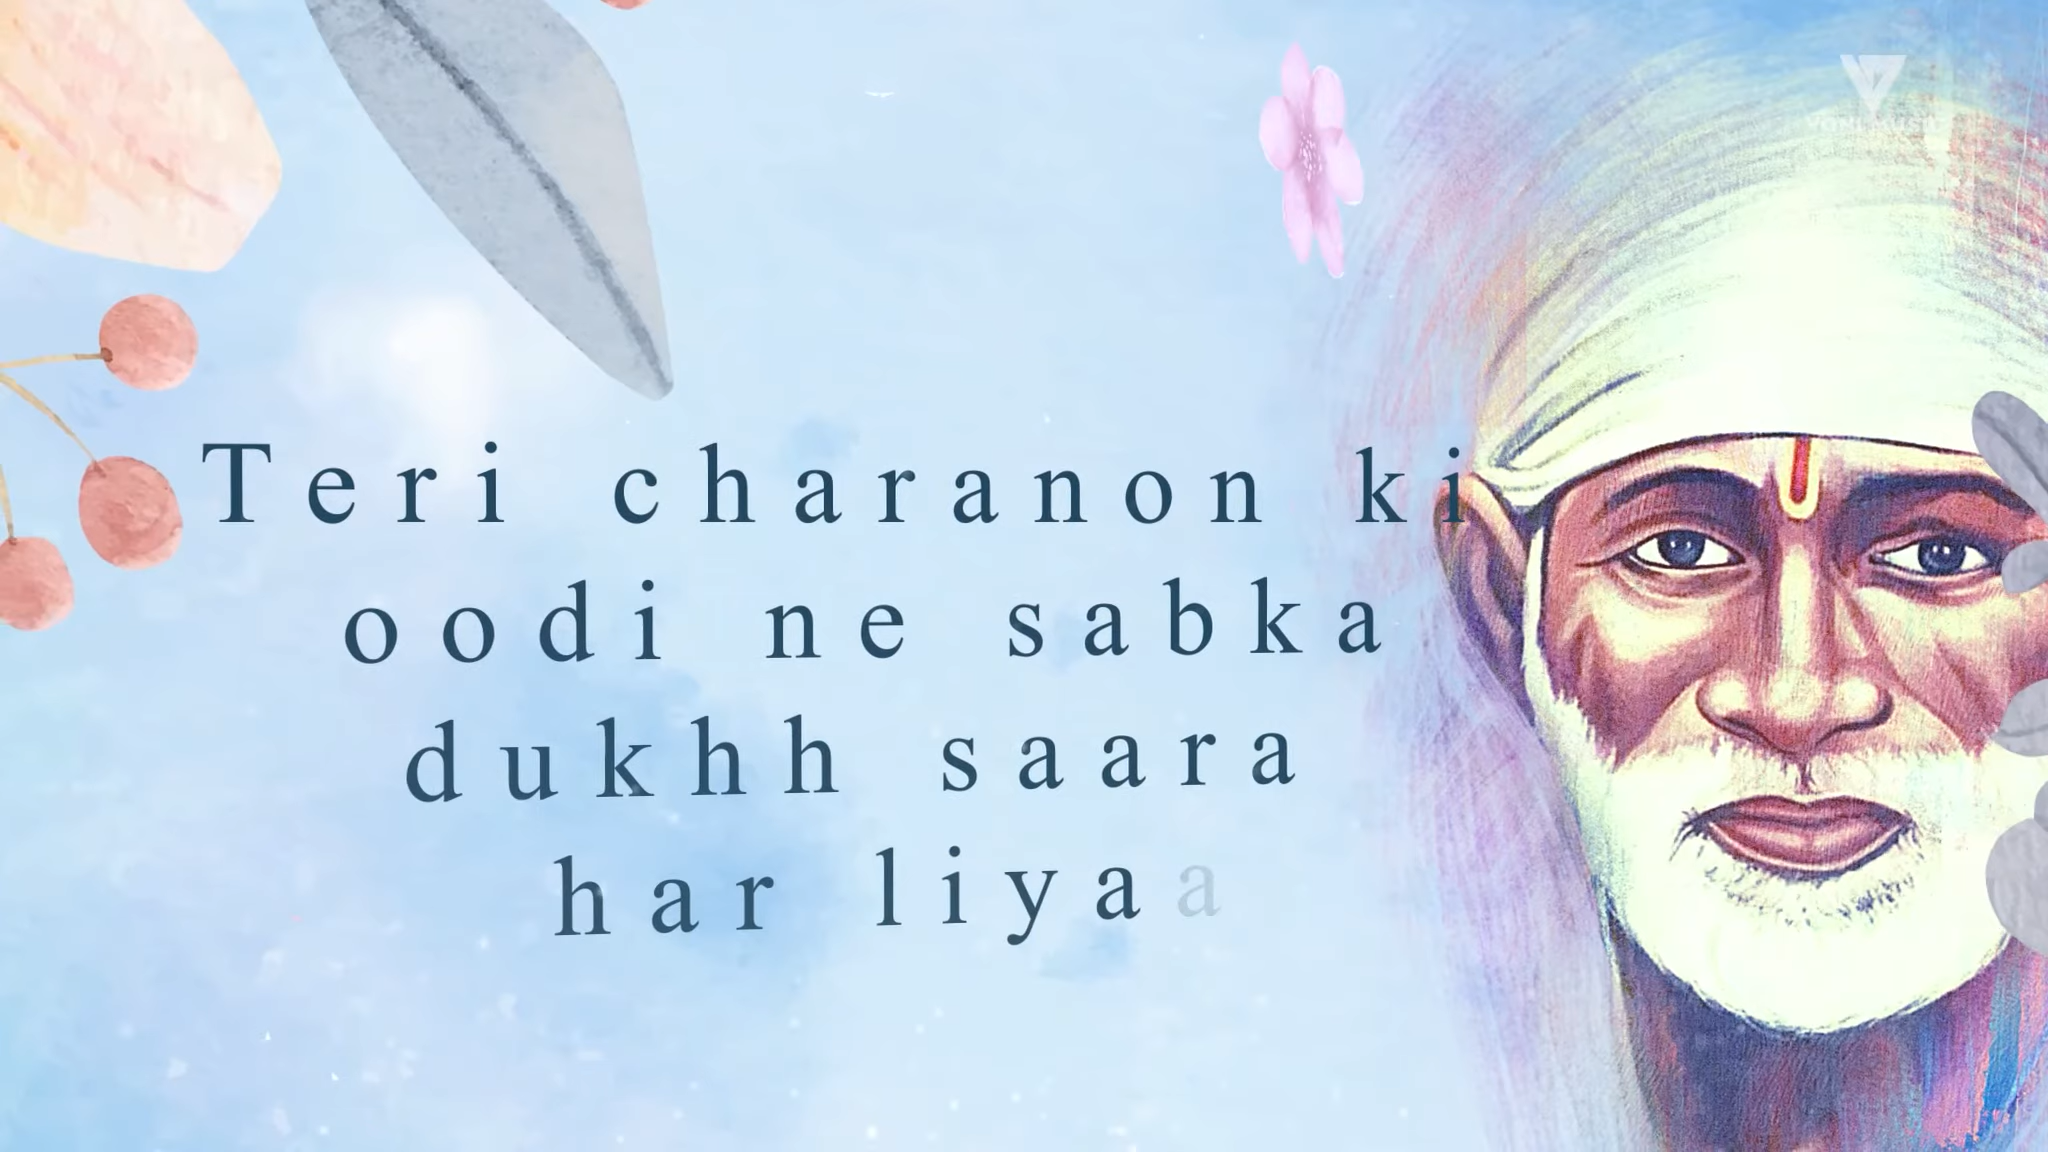 Teri charanon ki
oodi ne sabka
dukhh saara
har liyaa